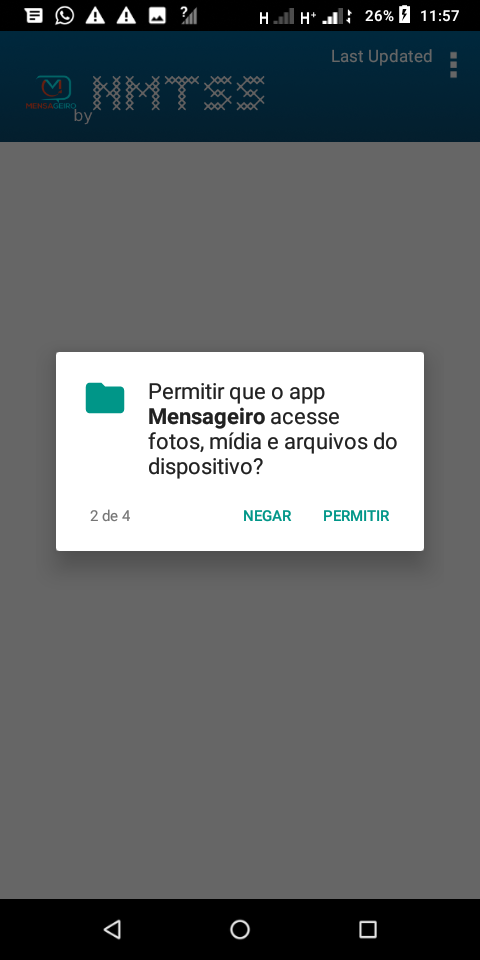 H H+ 26% 11:57
Last Updated
MENSAGEIRO
by HMTSS
Permitir que o app
Mensageiro acesse
fotos, mídia e arquivos do
dispositivo?
2 de 4 NEGAR PERMITIR